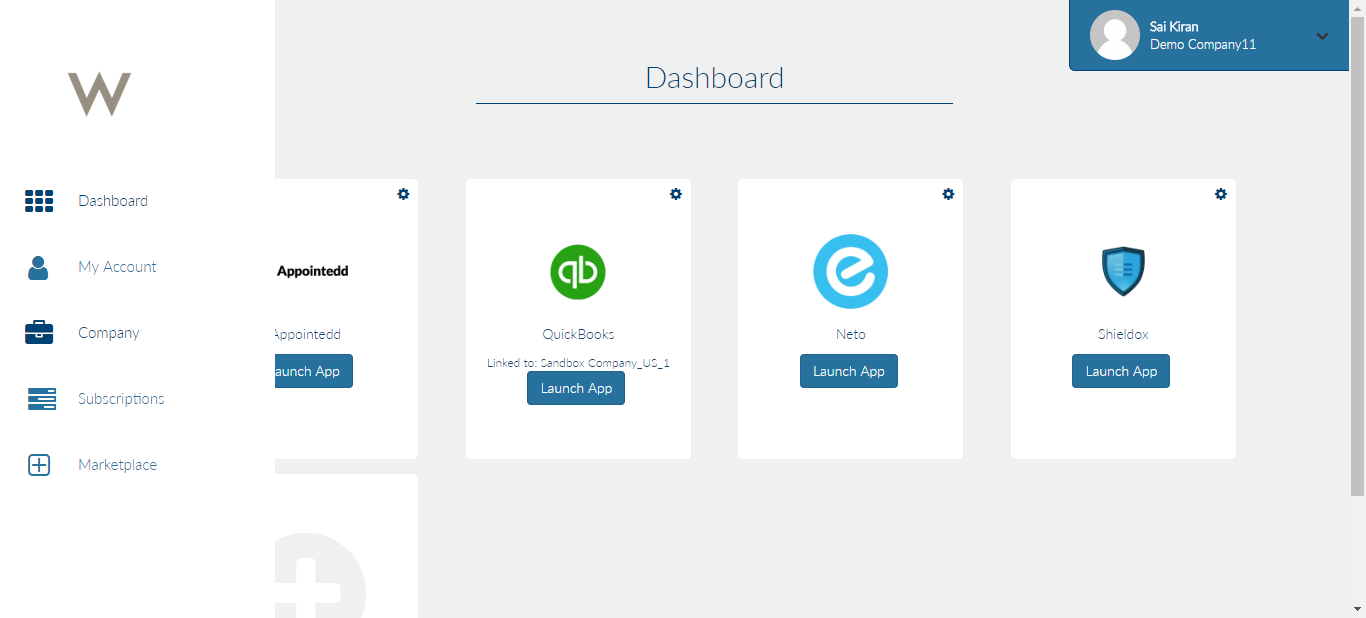 W
Sai Kiran
Demo Company11
Dashboard
Dashboard
My Account
Company
Subscriptions
Marketplace
Appointedd
Appointedd
aunch App
qb
QuickBooks
Linked to: Sandbox Company_US_1
Launch App
e
Neto
Launch App
Shieldox
Launch App